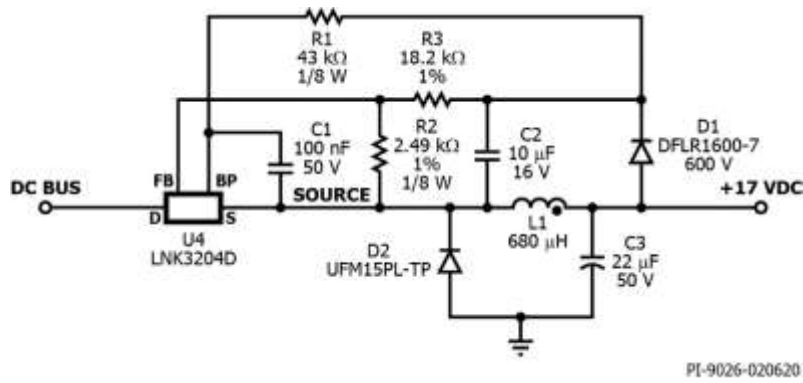 R1
43 kΩ
1/8 W
R3
18.2 kΩ
1%
C1
100 nF
50 V
R2
2.49 kΩ
1%
1/8 W
C2
10 µF
16 V
D1
DFLR1600-7
600 V
DC BUS
FB
BP
SOURCE
+17 VDC
D
S
U4
LNK3204D
D2
UFM15PL-TP
L1
680 µH
C3
22 µF
50 V
PI-9026-020620